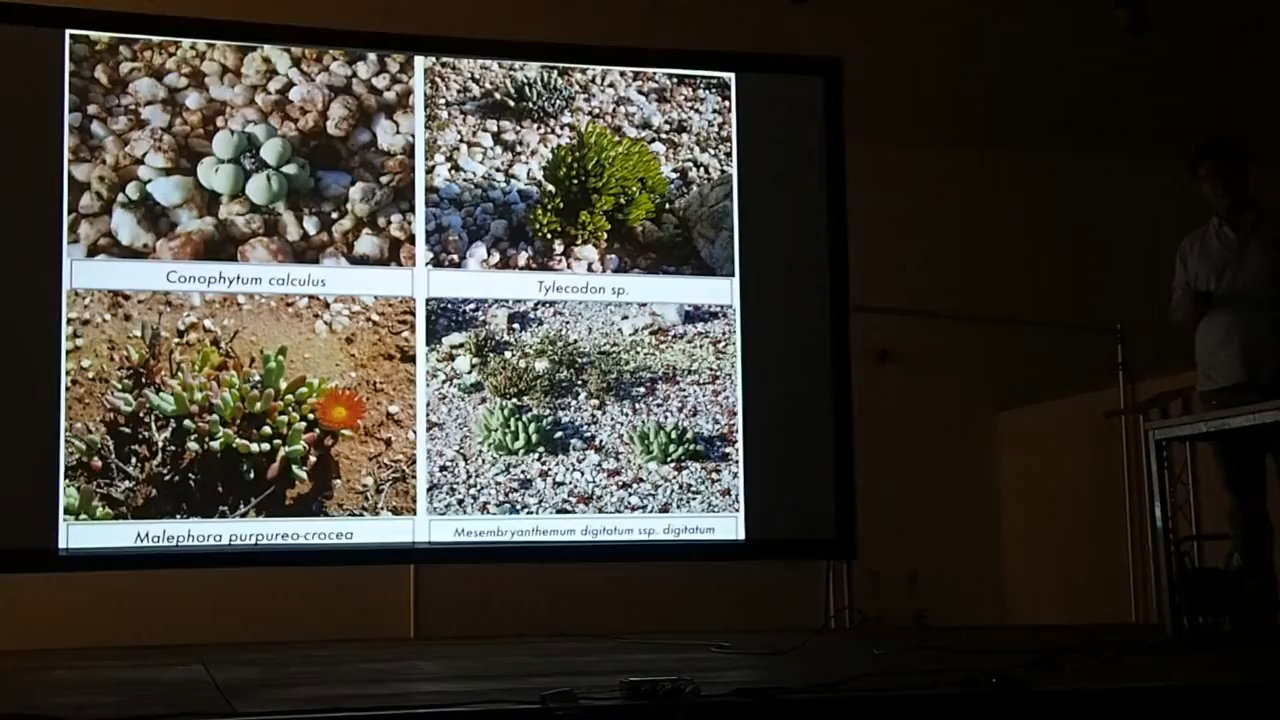 Conophytum calculus
Tylecodon sp.
Malephora purpureo-crocea
Mesembryanthemum digitatum ssp. digitatum